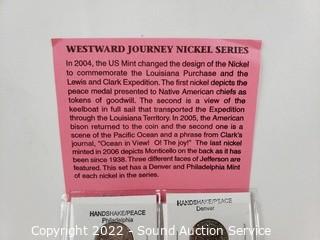 WESTWARD JOURNEY NICKEL SERIES
In 2004, the US Mint changed the design of the Nickel
to commemorate the Louisiana Purchase and the
Lewis and Clark Expedition. The first nickel depicts the
peace medal presented to Native American chiefs as
tokens of goodwill. The second is a view of the
keelboat in full sail that transported the Expedition
through the Louisiana Territory. In 2005, the American
bison returned to the coin and the second one is a
scene of the Pacific Ocean and a phrase from Clark's
journal, "Ocean in View! Of The joy!" The last nickel
minted in 2006 depicts Monticello on the back as it has
been since 1938. Three different faces of Jefferson are
featured. This set has a Denver and Philadelphia Mint
of each nickel in the series.
HANDSHAKE/PEACE
Philadelphia
HANDSHAKE/PEACE
Denver
Copyright 2022 - Sound Auction Service